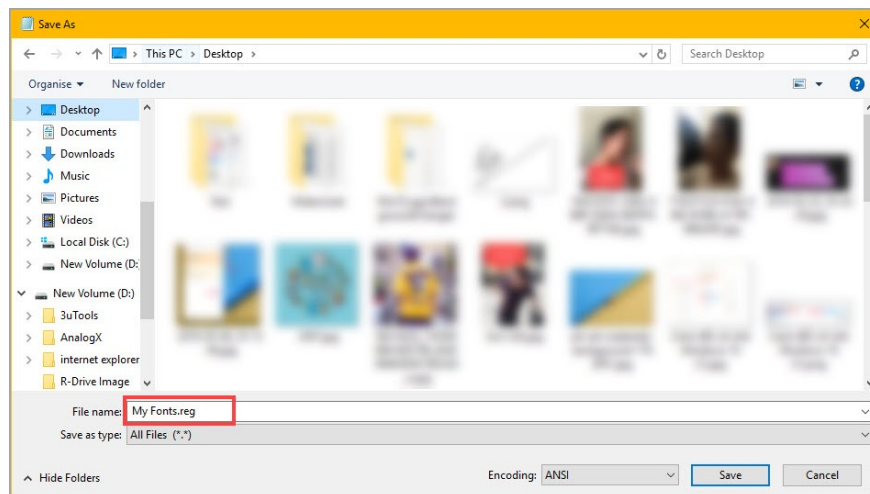 Save As
This PC > Desktop >
Search Desktop
Organise
New folder
Desktop
Documents
Downloads
Music
Pictures
Videos
Local Disk (C:)
New Volume (D:
New Volume (D:)
3uTools
AnalogX
internet explorer
R-Drive Image
File name: My Fonts.reg
Save as type: All Files (*.*)
Hide Folders
Encoding: ANSI
Save
Cancel